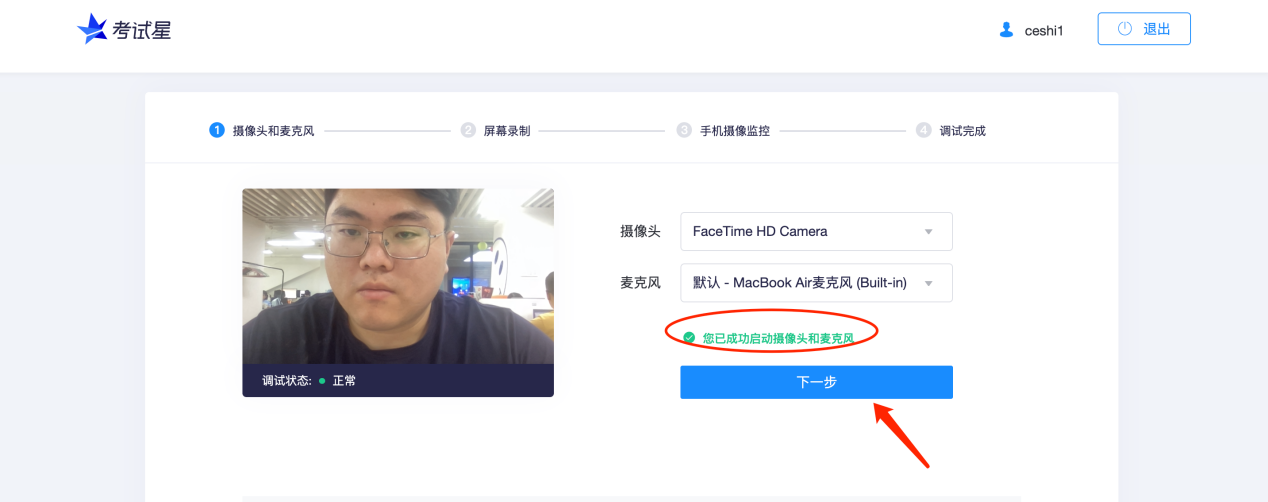 考试星
ceshi1
退出
1 摄像头和麦克风
2 屏幕录制
3 手机摄像监控
4 调试完成
摄像头
FaceTime HD Camera
麦克风
默认 - MacBook Air麦克风 (Built-in)
您已成功启动摄像头和麦克风
调试状态: 正常
下一步